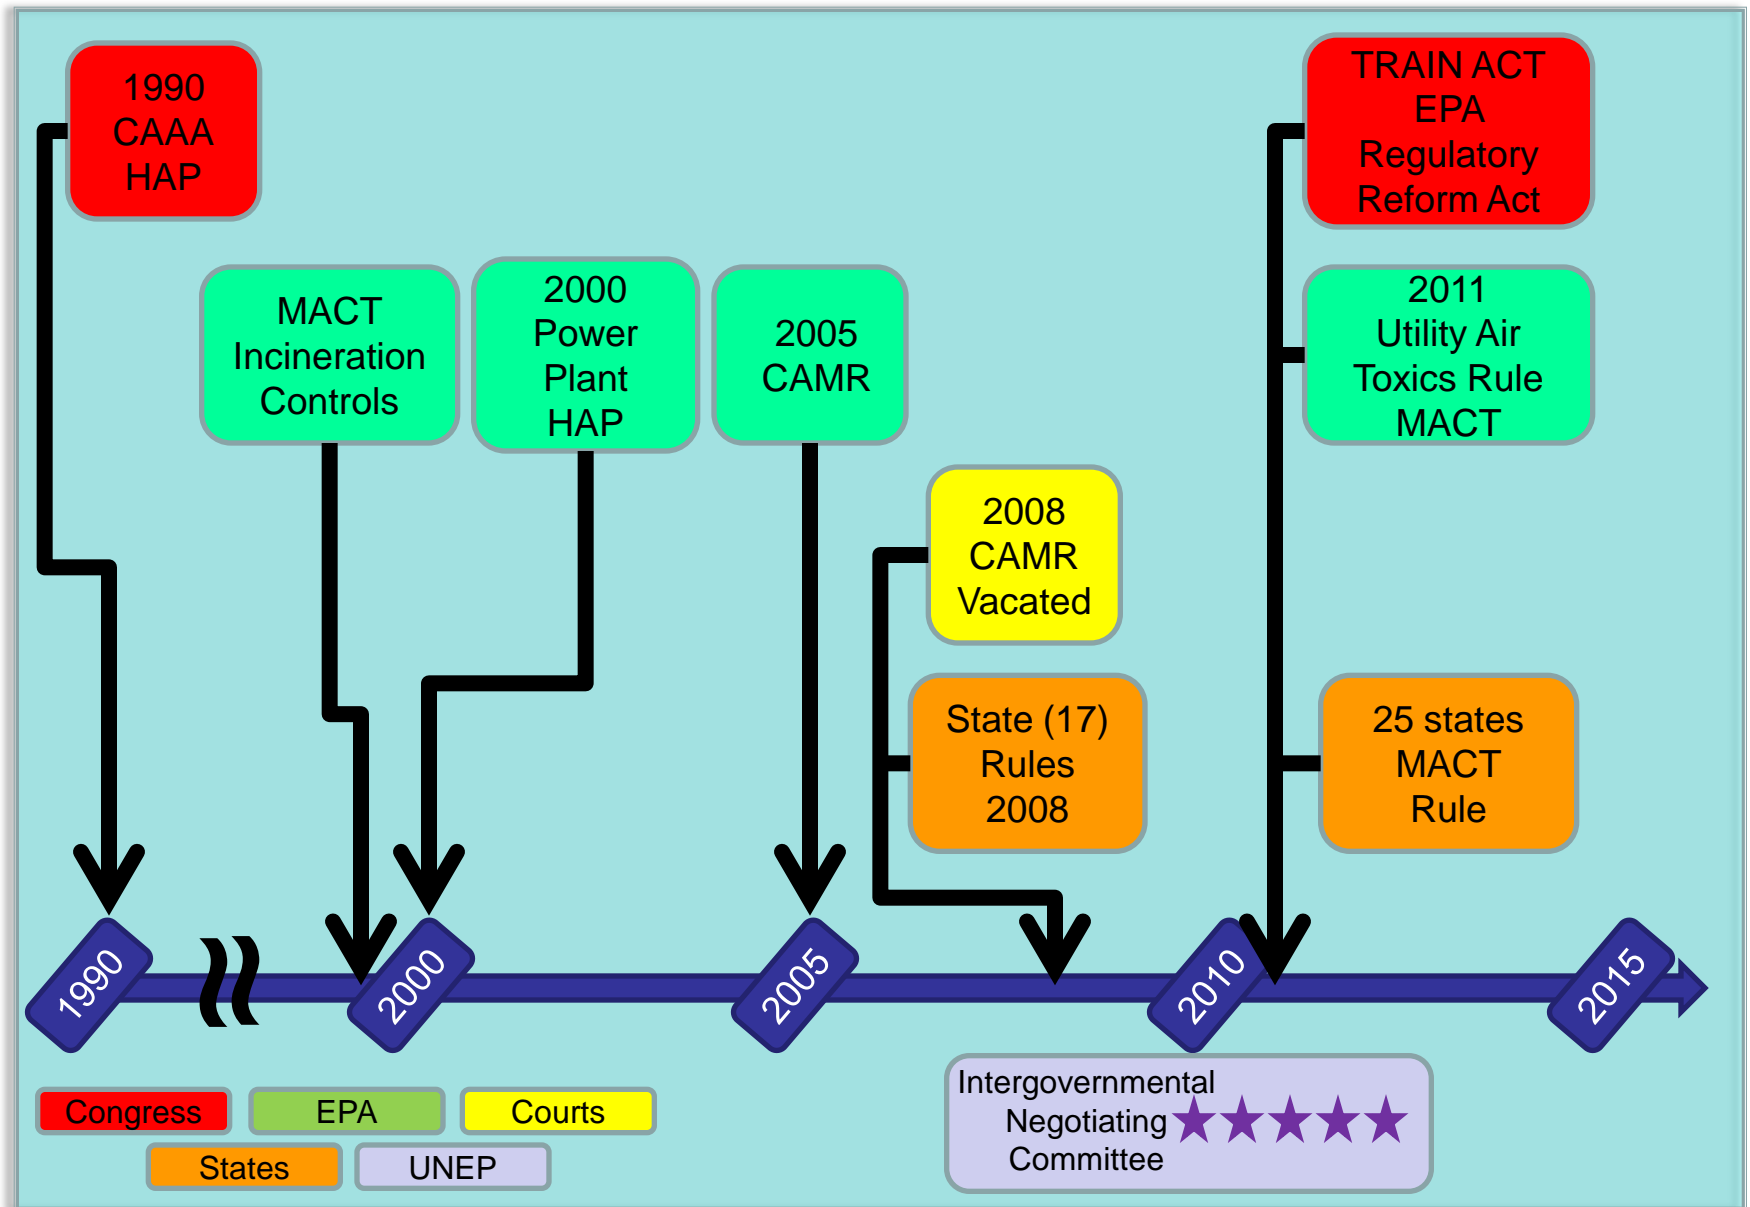 1990
CAAA
HAP
TRAIN ACT
EPA
Regulatory
Reform Act
MACT
Incineration
Controls
2000
Power
Plant
HAP
2005
CAMR
2011
Utility Air
Toxics Rule
MACT
2008
CAMR
Vacated
State (17)
Rules
2008
25 states
MACT
Rule
1990
2000
2005
2010
2015
Intergovernmental
Negotiating
Committee
Congress
EPA
Courts
States
UNEP